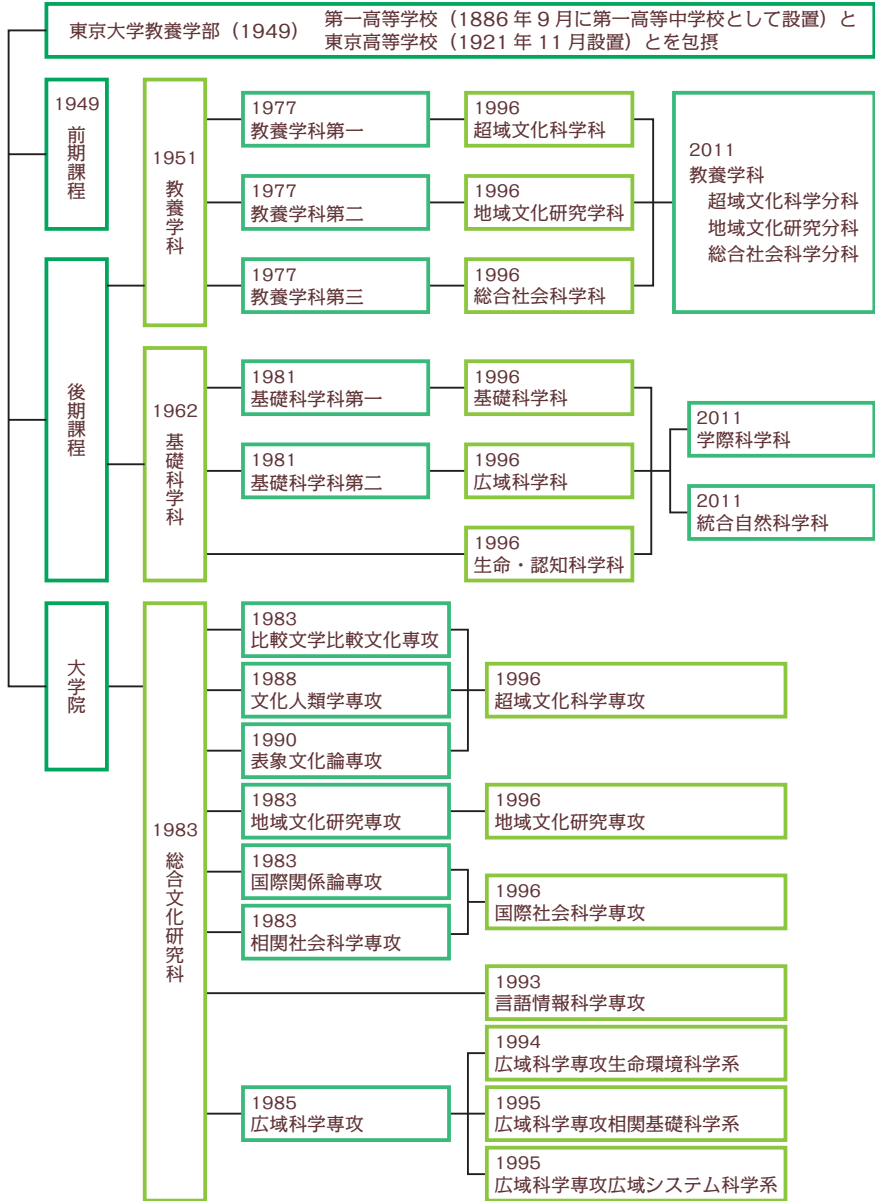 東京大学教養学部（1949）
第一高等学校（1886 年 9 月に第一高等中学校として設置）と
東京高等学校（1921 年 11 月設置）とを包摂
1949
前期課程
後期課程
大学院
1951
教養学科
1977
教養学科第一
1977
教養学科第二
1977
教養学科第三
1996
超域文化科学科
1996
地域文化研究学科
1996
総合社会科学科
2011
教養学科
超域文化科学分科
地域文化研究分科
総合社会科学分科
1962
基礎科学科
1981
基礎科学科第一
1981
基礎科学科第二
1996
基礎科学科
1996
広域科学科
1996
生命・認知科学科
2011
学際科学科
2011
統合自然科学科
1983
総合文化研究科
1983
比較文学比較文化専攻
1988
文化人類学専攻
1990
表象文化論専攻
1996
超域文化科学専攻
1983
地域文化研究専攻
1996
地域文化研究専攻
1983
国際関係論専攻
1983
相関社会科学専攻
1996
国際社会科学専攻
1993
言語情報科学専攻
1985
広域科学専攻
1994
広域科学専攻生命環境科学系
1995
広域科学専攻相関基礎科学系
1995
広域科学専攻広域システム科学系